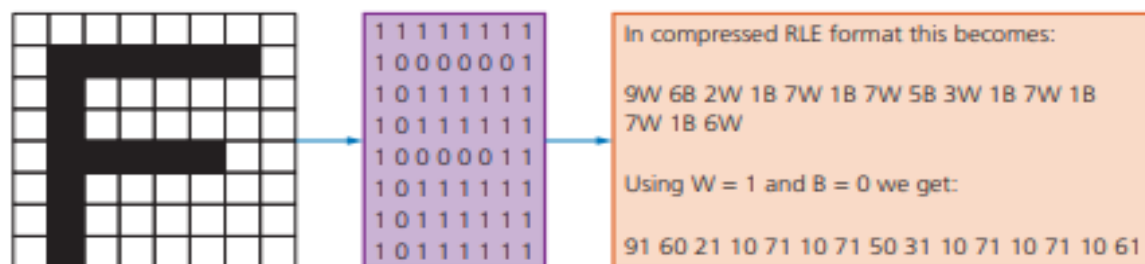 1 1 1 1 1 1 1 1
1 0 0 0 0 0 0 1
1 0 1 1 1 1 1 1
1 0 1 1 1 1 1 1
1 0 0 0 0 0 1 1
1 0 1 1 1 1 1 1
1 0 1 1 1 1 1 1
1 0 1 1 1 1 1 1
In compressed RLE format this becomes:
9W 6B 2W 1B 7W 1B 7W 5B 3W 1B 7W 1B
7W 1B 6W
Using W = 1 and B = 0 we get:
91 60 21 10 71 10 71 50 31 10 71 10 71 10 61